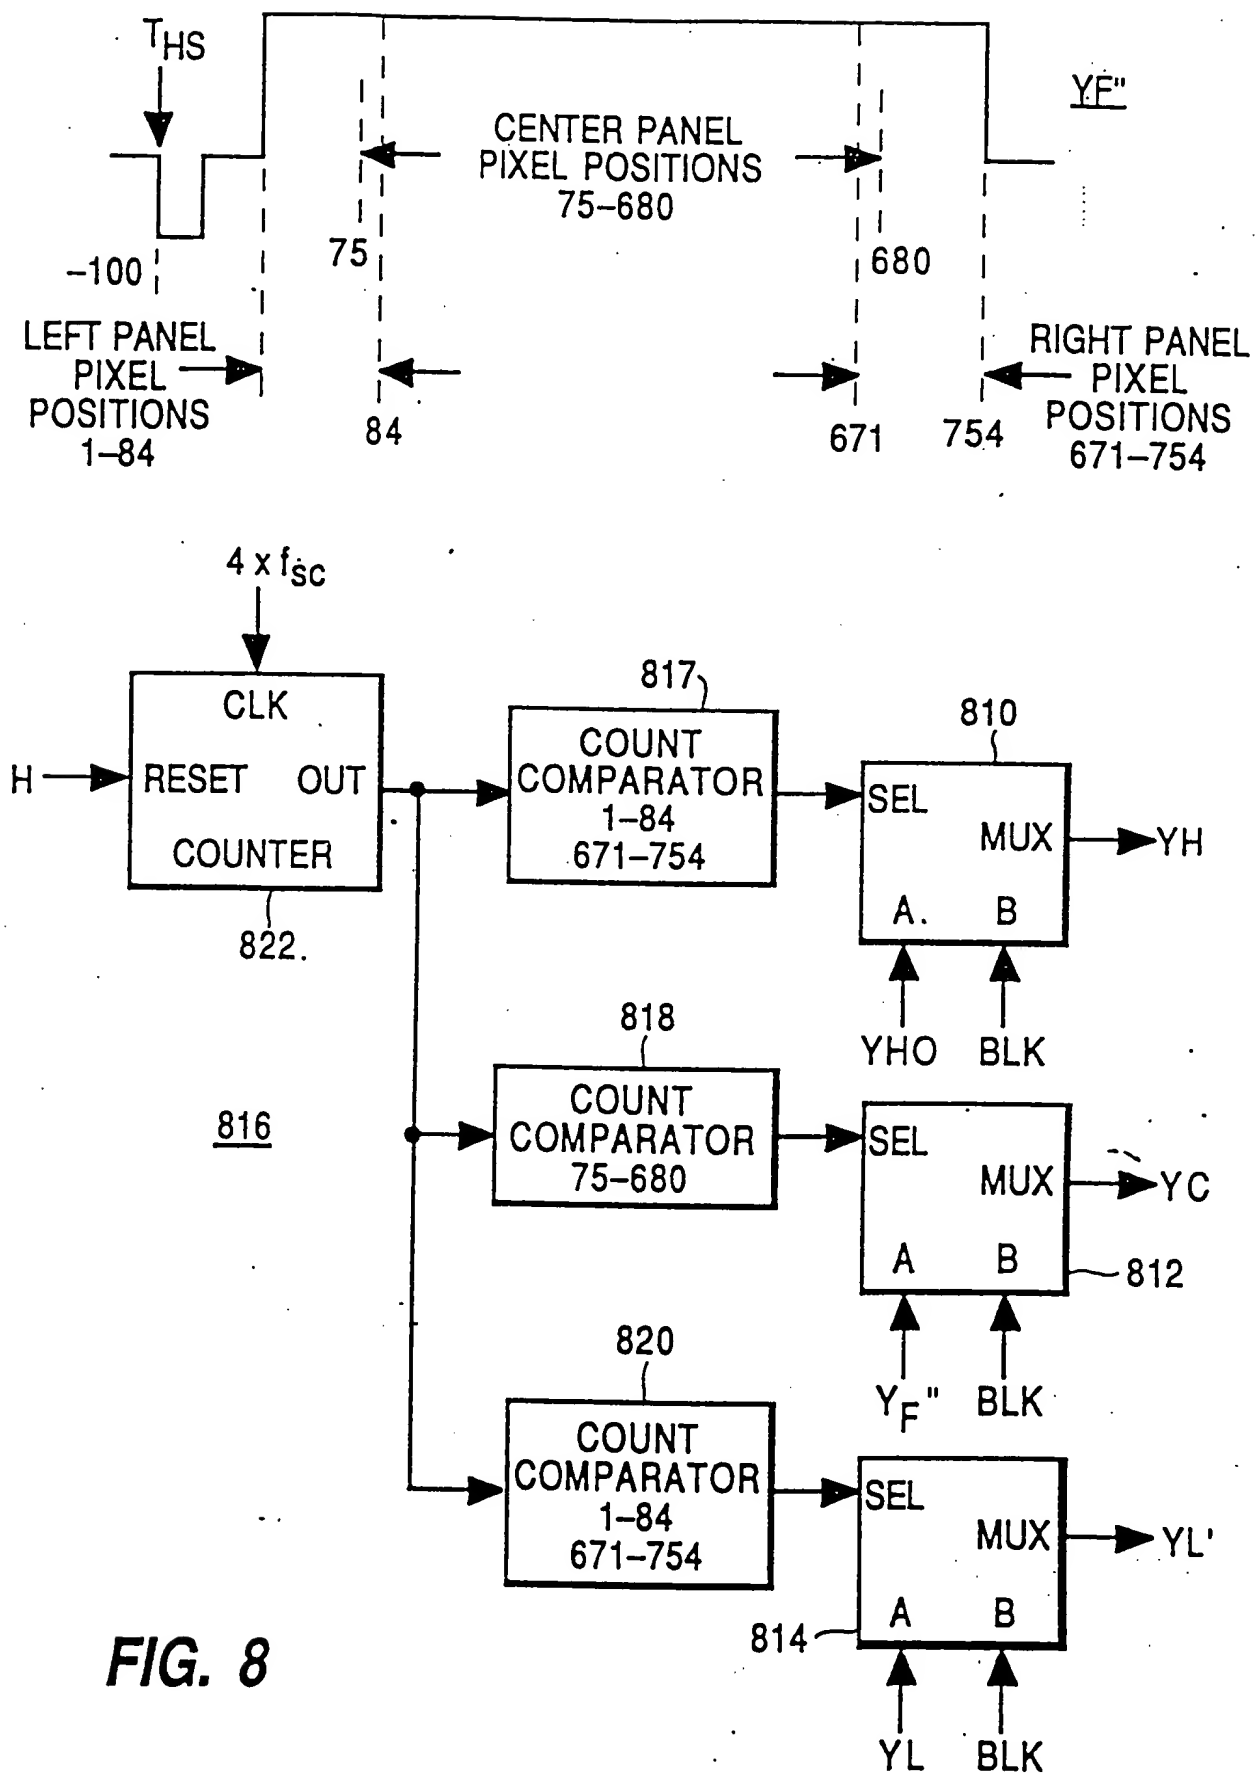 THS
YF"
CENTER PANEL
PIXEL POSITIONS
75–680
75
680
–100
LEFT PANEL
PIXEL
POSITIONS
1–84
84
671
754
RIGHT PANEL
PIXEL
POSITIONS
671–754
4 x fSC
CLK
H
RESET OUT
COUNTER
822.
817
COUNT
COMPARATOR
1–84
671–754
810
SEL
MUX
YH
A. B
YHO BLK
816
818
COUNT
COMPARATOR
75–680
SEL
MUX
YC
A B
812
YF" BLK
820
COUNT
COMPARATOR
1–84
671–754
SEL
MUX
YL'
A B
814
YL BLK
FIG. 8